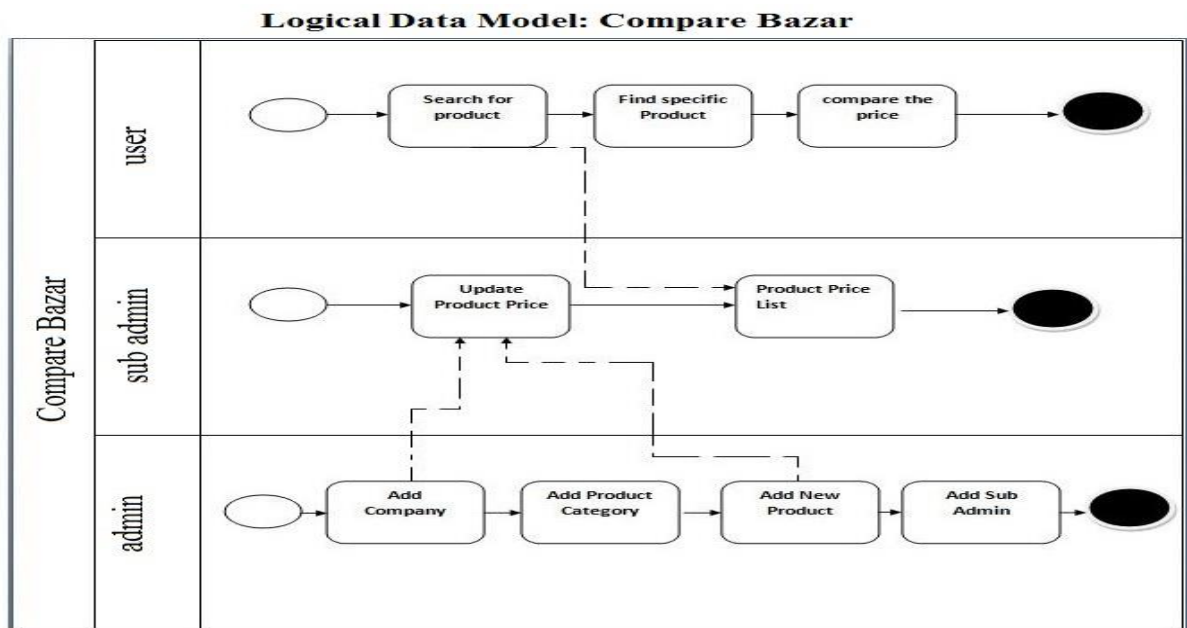 Logical Data Model: Compare Bazar
Compare Bazar
user
Search for
product
Find specific
Product
compare the
price
sub admin
Update
Product Price
Product Price
List
admin
Add
Company
Add Product
Category
Add New
Product
Add Sub
Admin